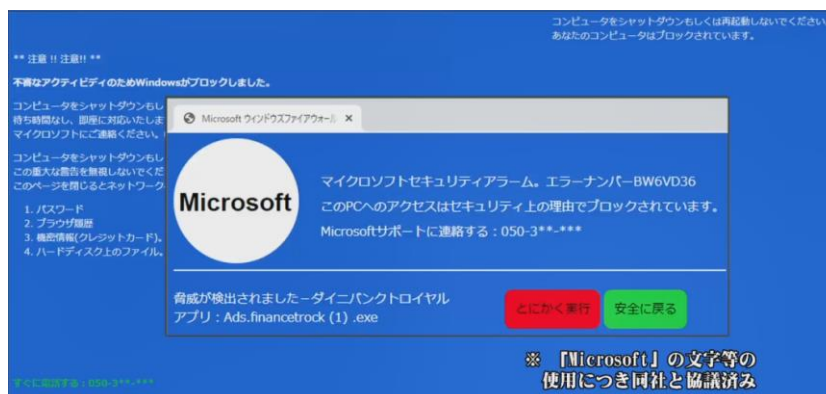 コンピュータをシャットダウンもしくは再起動しないでください
あなたのコンピュータはブロックされています。
** 注意 !! 注意!! **
不審なアクティビティのためWindowsがブロックしました。
コンピュータをシャットダウンもし
待ち時間なし、即座に対応いたしま
マイクロソフトにご連絡ください。
コンピュータをシャットダウンもし
この重大な警告を無視しないでくだ
このページを閉じるとネットワーク
1. パスワード
2. ブラウザ履歴
3. 機密情報(クレジットカード)。
4. ハードディスク上のファイル。
Microsoft ウィンドウズファイアウォール ×
Microsoft
マイクロソフトセキュリティアラーム。エラーナンバーBW6VD36
このPCへのアクセスはセキュリティ上の理由でブロックされています。
Microsoftサポートに連絡する:050-3**-***
脅威が検出されました-ダイニバンクトロイヤル
アプリ:Ads.financetrock (1) .exe
とにかく実行
安全に戻る
すぐに電話する:050-3**-***
※ 『Microsoft』の文字等の
使用につき同社と協議済み